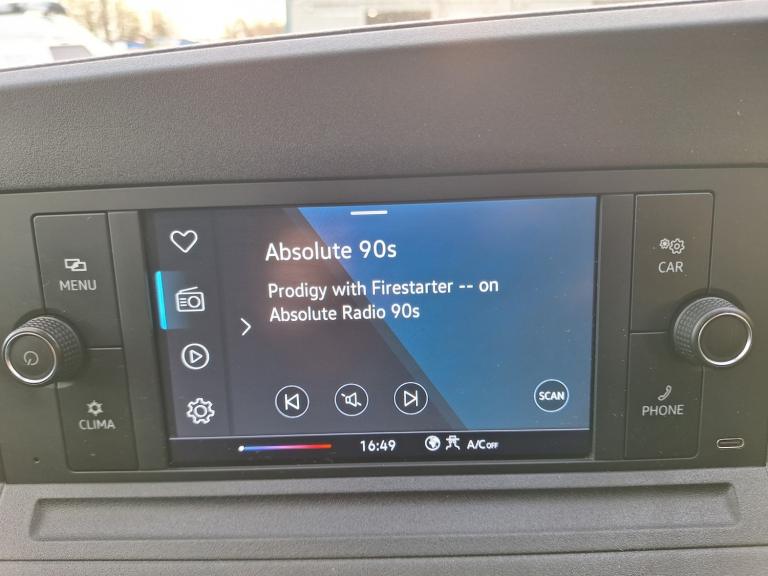 MENU
CLIMA
Absolute 90s
Prodigy with Firestarter -- on
Absolute Radio 90s
SCAN
16:49
A/C OFF
CAR
PHONE